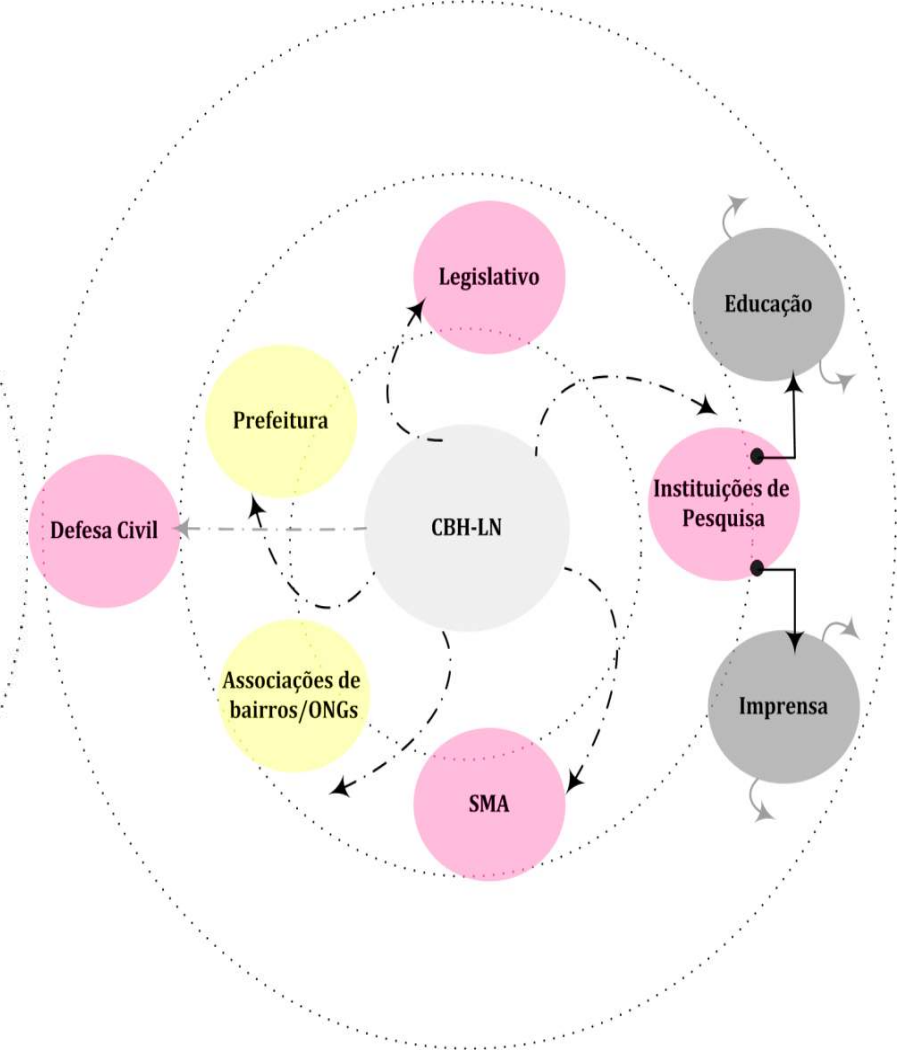 Legislativo
Educação
Prefeitura
Instituições de
Pesquisa
Defesa Civil
CBH-LN
Associações de
bairros/ONGs
Imprensa
SMA